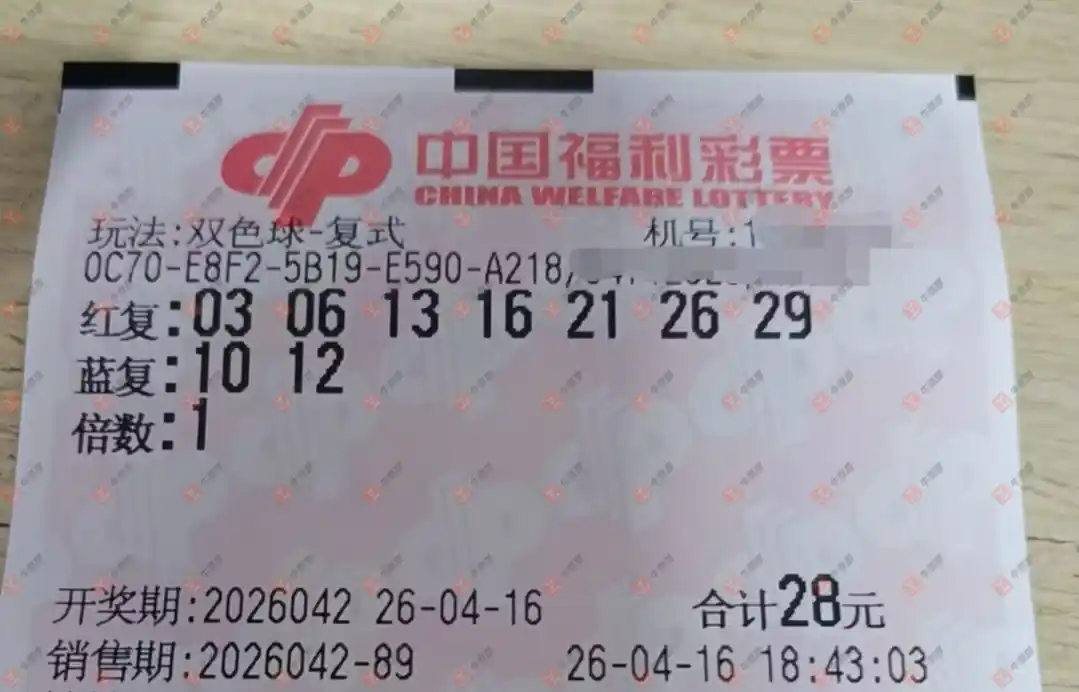 中国福利彩票
CHINA WELFARE LOTTERY
玩法:双色球-复式 机号:1
0C70-E8F2-5B19-E590-A218/
红复:03 06 13 16 21 26 29
蓝复:10 12
倍数:1
开奖期:2026042 26-04-16 合计28元
销售期:2026042-89 26-04-16 18:43:03